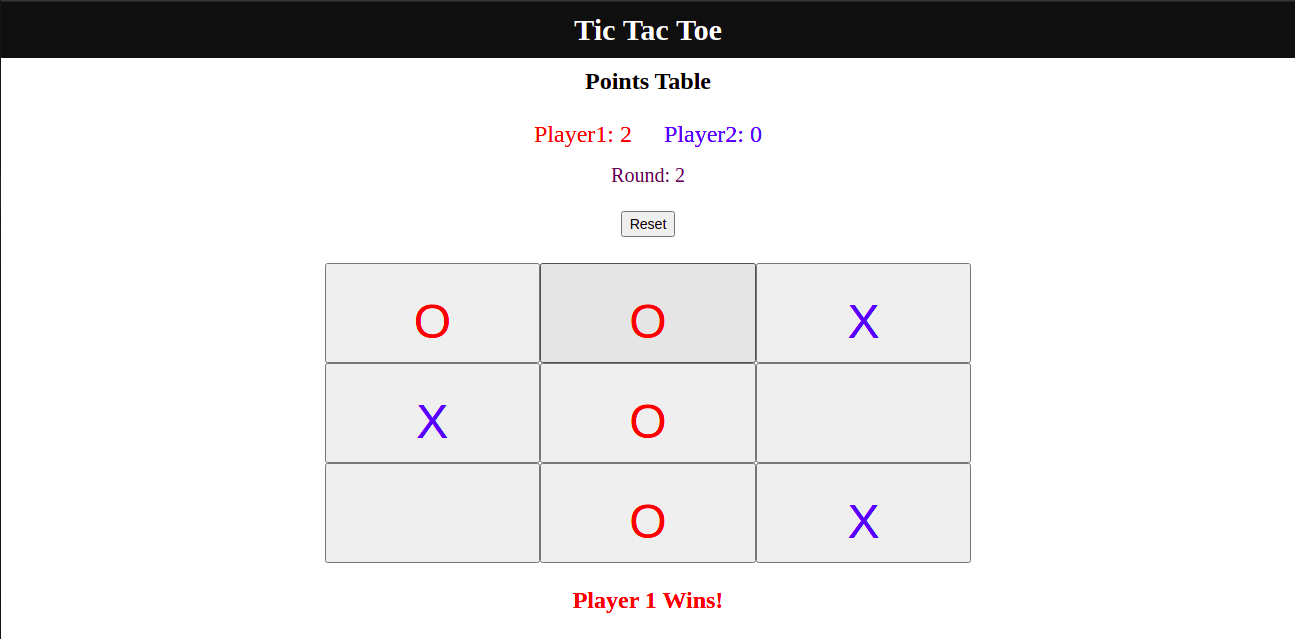 Tic Tac Toe
Points Table
Player1: 2 Player2: 0
Round: 2
Reset
O O X
X O
O X
Player 1 Wins!